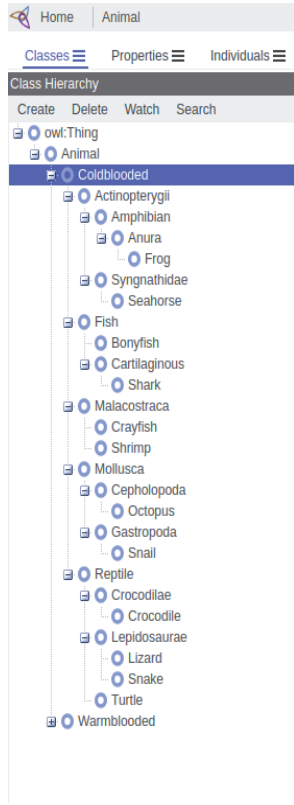 Home Animal
Classes Properties Individuals
Class Hierarchy
Create Delete Watch Search
owl:Thing
Animal
Coldblooded
Actinopterygii
Amphibian
Anura
Frog
Syngnathidae
Seahorse
Fish
Bonyfish
Cartilaginous
Shark
Malacostraca
Crayfish
Shrimp
Mollusca
Cepholopoda
Octopus
Gastropoda
Snail
Reptile
Crocodilae
Crocodile
Lepidosaurae
Lizard
Snake
Turtle
Warmblooded